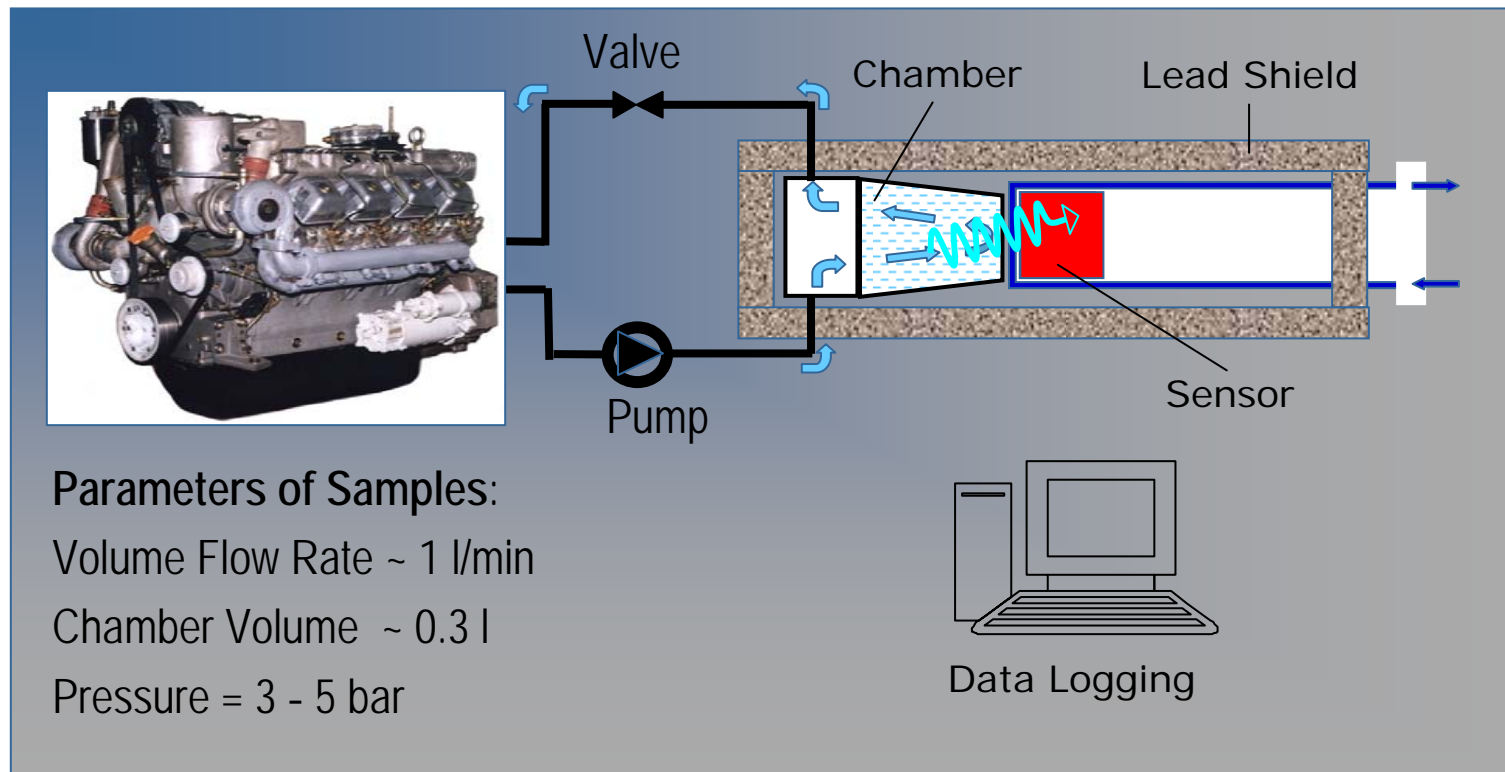 Valve
Chamber
Lead Shield
Pump
Sensor
Parameters of Samples:
Volume Flow Rate ~ 1 l/min
Chamber Volume ~ 0.3 l
Pressure = 3 - 5 bar
Data Logging